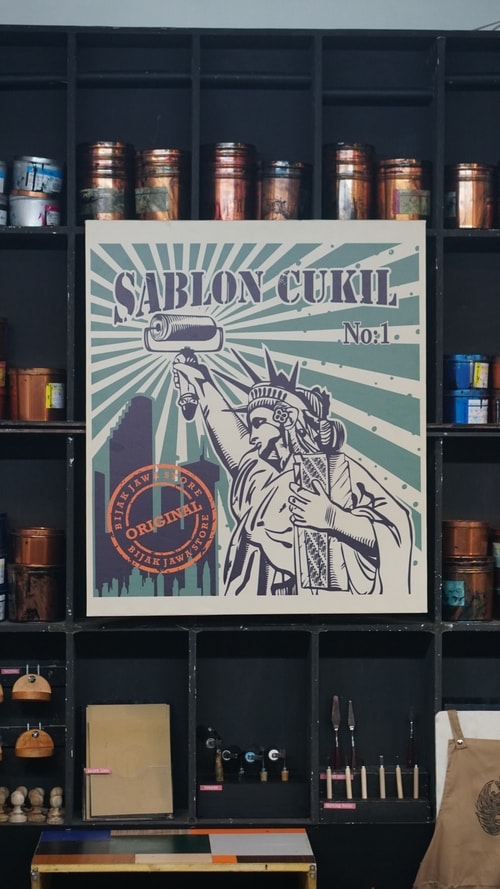 SABLON CUKIL
No:1
BIJAK JAWA STORE
ORIGINAL
BIJAK JAWA STORE